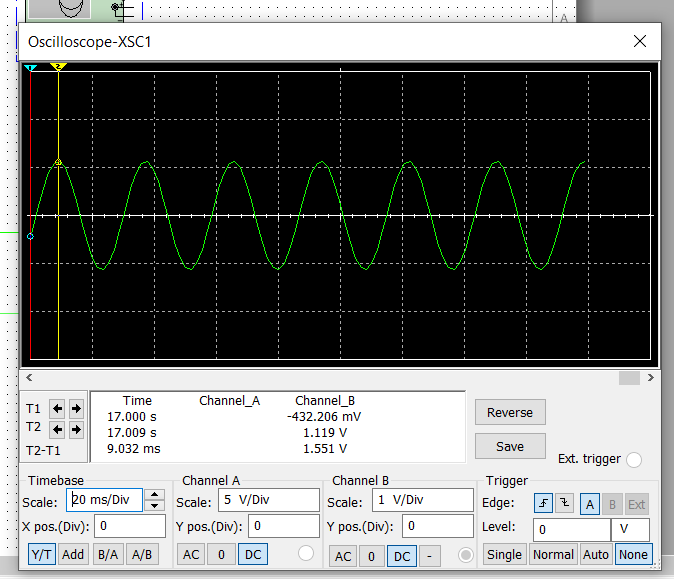 A
Oscilloscope-XSC1
1 2
Time Channel_A Channel_B
T1 17.000 s -432.206 mV
T2 17.009 s 1.119 V
T2-T1 9.032 ms 1.551 V
Reverse
Save
Ext. trigger
Timebase Channel A Channel B Trigger
Scale: 20 ms/Div Scale: 5 V/Div Scale: 1 V/Div Edge: A B Ext
X pos.(Div): 0 Y pos.(Div): 0 Y pos.(Div): 0 Level: 0 V
Y/T Add B/A A/B AC 0 DC AC 0 DC - Single Normal Auto None